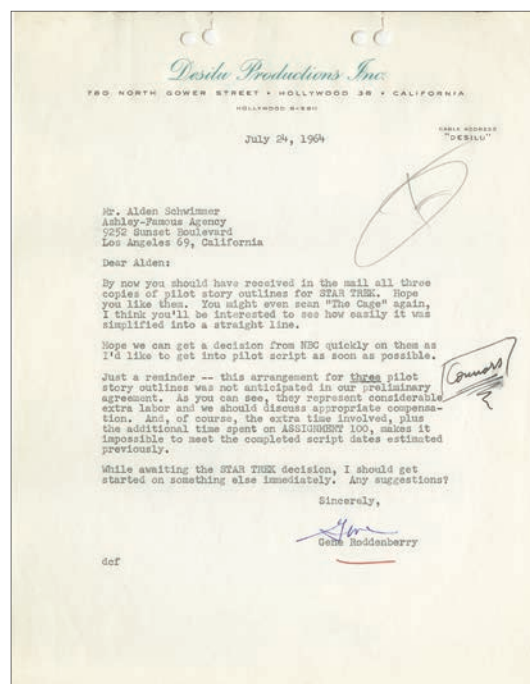 Desilu Productions Inc.
780 NORTH GOWER STREET • HOLLYWOOD 38 • CALIFORNIA
HOLLYWOOD
CABLE ADDRESS
"DESILU"
July 24, 1964
Mr. Alden Schwimmer
Ashley-Famous Agency
9252 Sunset Boulevard
Los Angeles 69, California
Dear Alden:
By now you should have received in the mail all three
copies of pilot story outlines for STAR TREK. Hope
you like them. You might even scan "The Cage" again,
I think you'll be interested to see how easily it was
simplified into a straight line.
Hope we can get a decision from NBC quickly on them as
I'd like to get into pilot script as soon as possible.
Just a reminder -- this arrangement for three pilot
story outlines was not anticipated in our preliminary
agreement. As you can see, they represent considerable
extra labor and we should discuss appropriate compensa-
tion. And, of course, the extra time involved, plus
the additional time spent on ASSIGNMENT 100, makes it
impossible to meet the completed script dates estimated
previously.
Connors
While awaiting the STAR TREK decision, I should get
started on something else immediately. Any suggestions?
Sincerely,
Gene
Gene Roddenberry
dcf